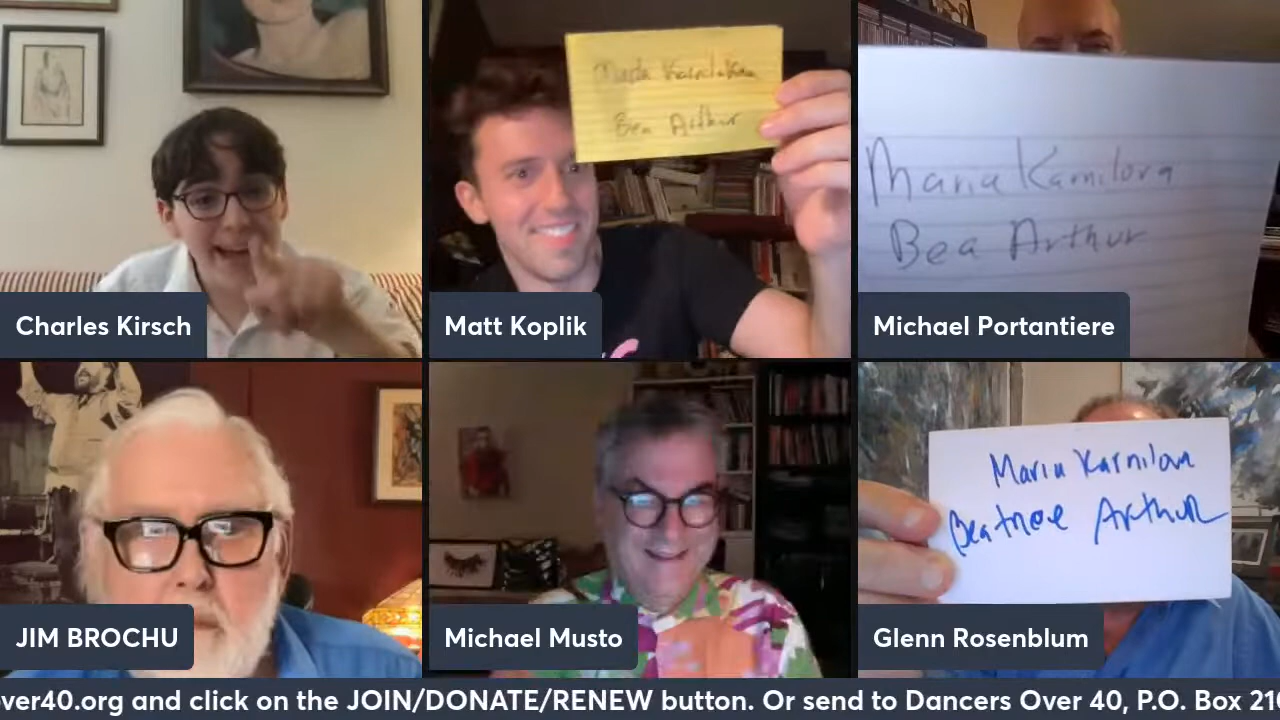 Maria Karnilova
Bea Arthur
Maria Karnilova
Bea Arthur
Charles Kirsch
Matt Koplik
Michael Portantiere
Maria Karnilova
Beatrice Arthur
JIM BROCHU
Michael Musto
Glenn Rosenblum
over40.org and click on the JOIN/DONATE/RENEW button. Or send to Dancers Over 40, P.O. Box 21